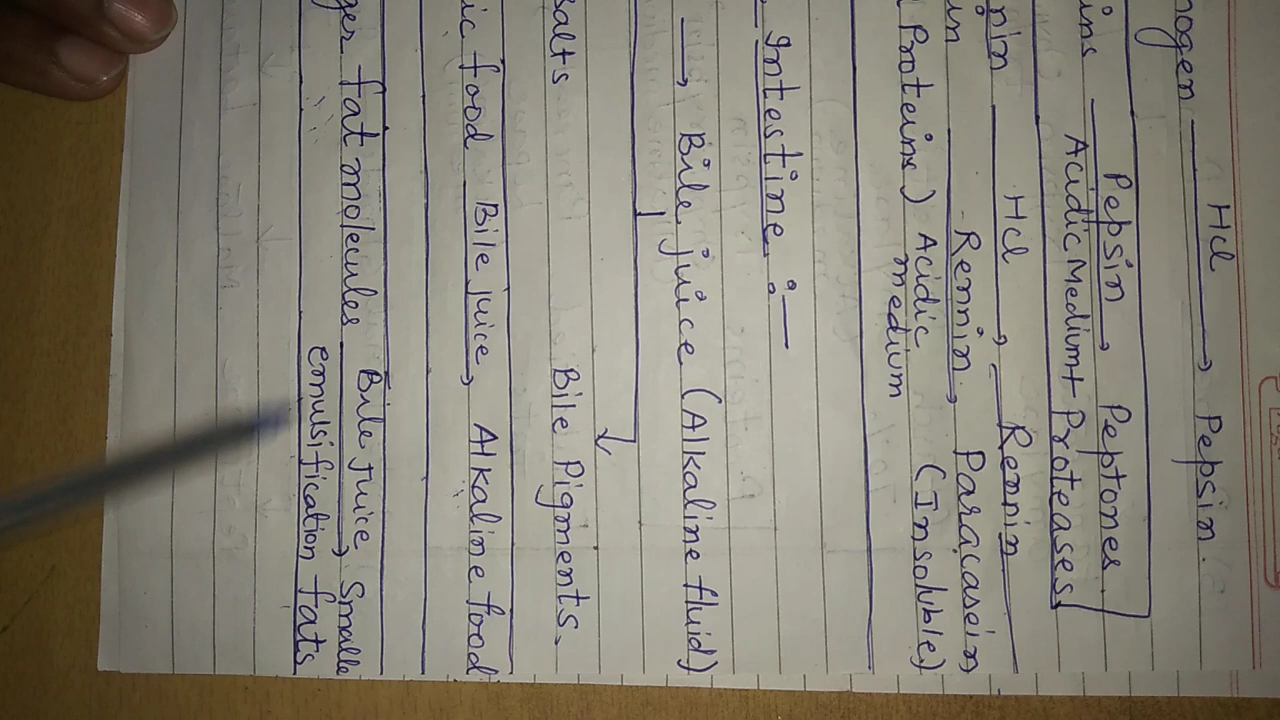 nogen HCl → Pepsin.
ins Pepsin → Peptones
Acidic Medium + Proteases
nin HCl → Rennin
in Rennin → Paracasein
Proteins) Acidic medium (Insoluble)
Intestine :—
→ Bile juice (Alkaline fluid)
salts Bile Pigments.
ic food Bile juice → Alkaline food
ger fat molecules Bile juice → Smalle
emulsification fats